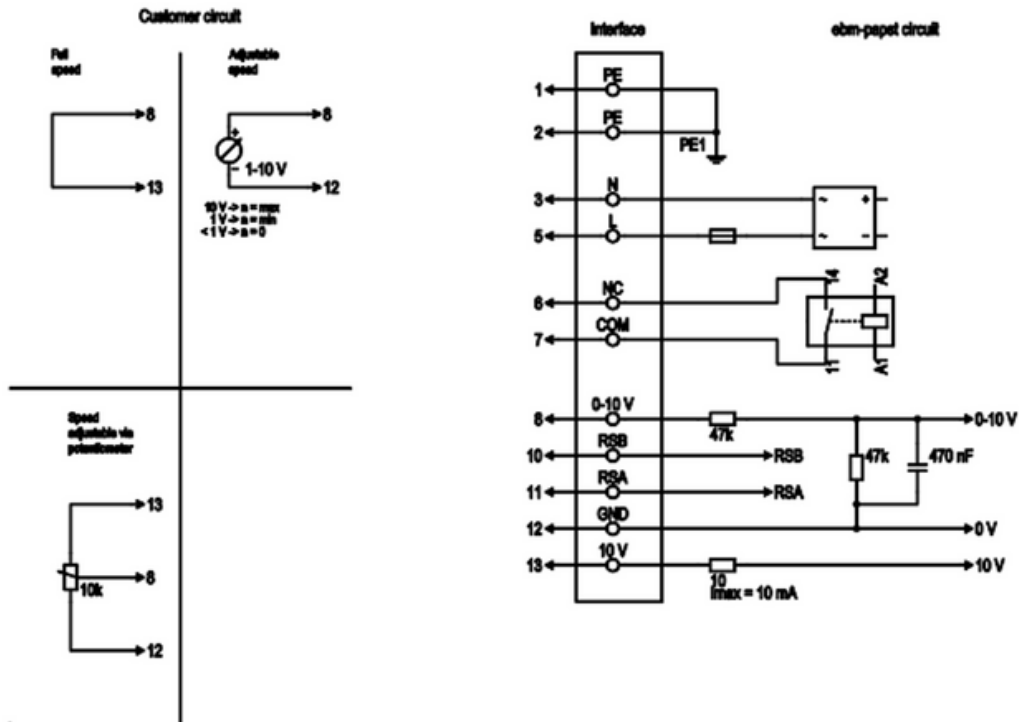 Customer circuit
Full
speed
8
13
Adjustable
speed
8
+
-
1-10 V
12
10 V -> n = max
1 V -> n = min
< 1 V -> n = 0
Speed
adjustable via
potentiometer
13
8
10k
12
Interface
ebm-papst circuit
1
PE
2
PE
PE1
3
N
~
+
5
L
~
-
6
NC
14
A2
7
COM
11
A1
8
0-10 V
47k
0-10 V
10
RSB
RSB
47k
470 nF
11
RSA
RSA
12
GND
0 V
13
10 V
10
Imax = 10 mA
10 V